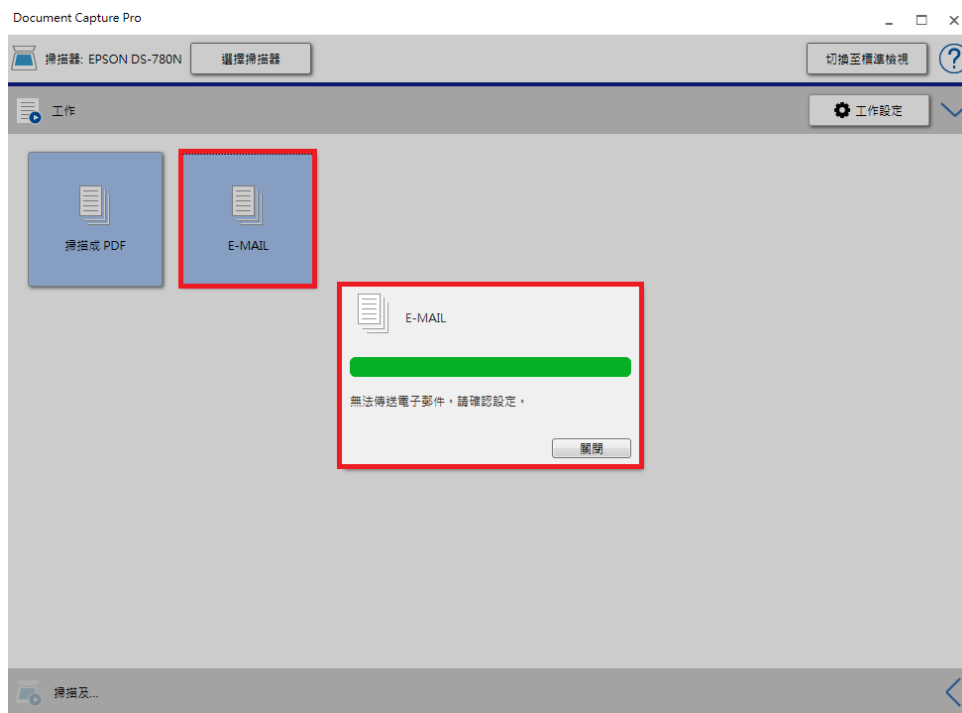 Document Capture Pro
掃描器: EPSON DS-780N
選擇掃描器
切換至標準檢視
?
工作
工作設定
掃描成 PDF
E-MAIL
E-MAIL
無法傳送電子郵件。請確認設定。
關閉
掃描及...